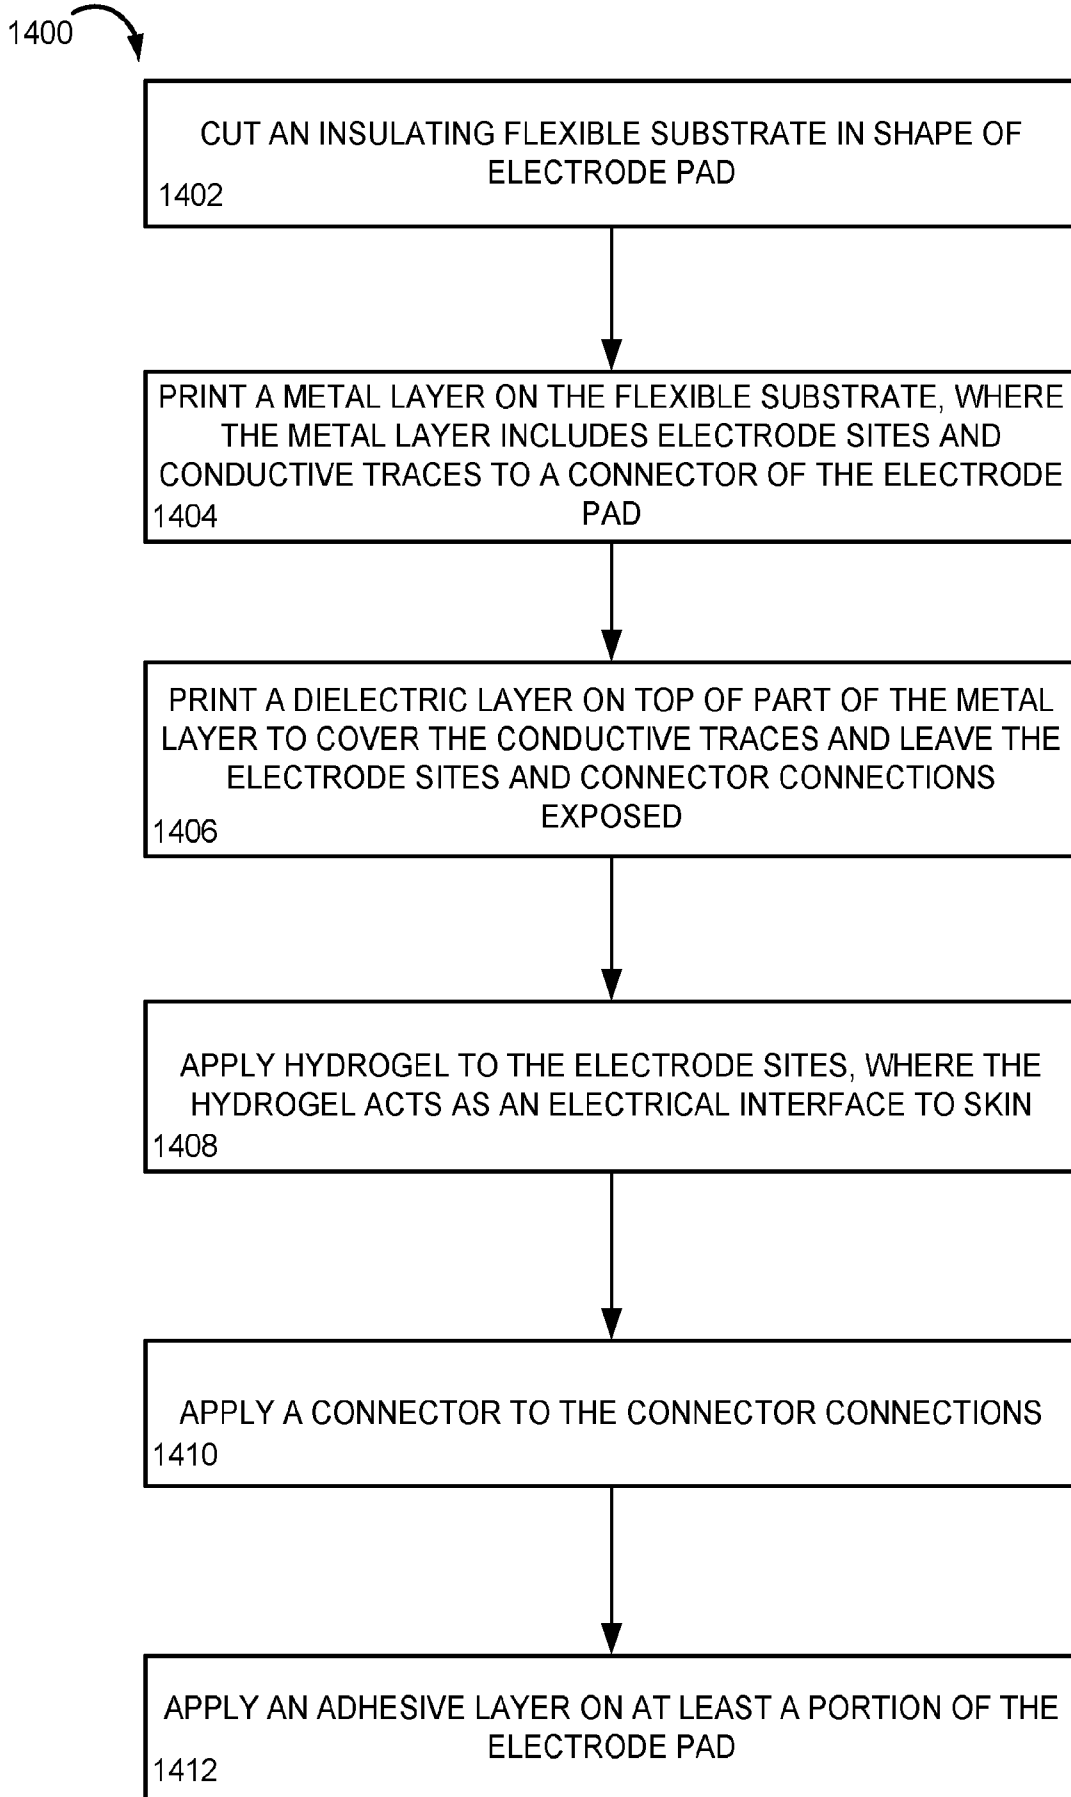 1400
CUT AN INSULATING FLEXIBLE SUBSTRATE IN SHAPE OF
ELECTRODE PAD
1402
PRINT A METAL LAYER ON THE FLEXIBLE SUBSTRATE, WHERE
THE METAL LAYER INCLUDES ELECTRODE SITES AND
CONDUCTIVE TRACES TO A CONNECTOR OF THE ELECTRODE
PAD
1404
PRINT A DIELECTRIC LAYER ON TOP OF PART OF THE METAL
LAYER TO COVER THE CONDUCTIVE TRACES AND LEAVE THE
ELECTRODE SITES AND CONNECTOR CONNECTIONS
EXPOSED
1406
APPLY HYDROGEL TO THE ELECTRODE SITES, WHERE THE
HYDROGEL ACTS AS AN ELECTRICAL INTERFACE TO SKIN
1408
APPLY A CONNECTOR TO THE CONNECTOR CONNECTIONS
1410
APPLY AN ADHESIVE LAYER ON AT LEAST A PORTION OF THE
ELECTRODE PAD
1412